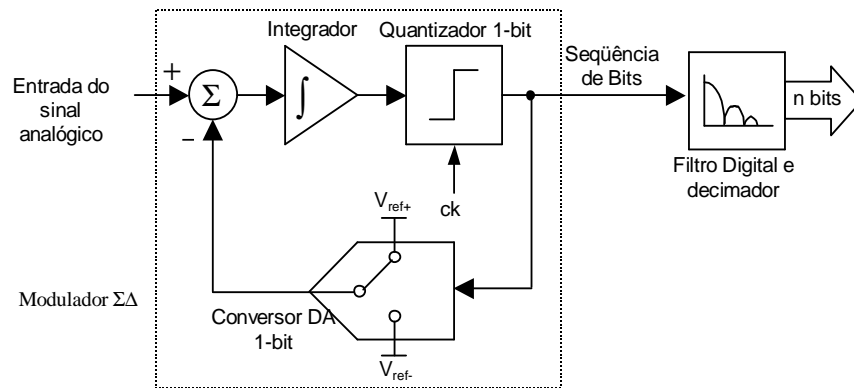 Integrador
Quantizador 1-bit
Entrada do
sinal
analógico
+
Σ
−
∫
Seqüência
de Bits
n bits
Filtro Digital e
decimador
ck
Vref+
Modulador ΣΔ
Conversor DA
1-bit
Vref-